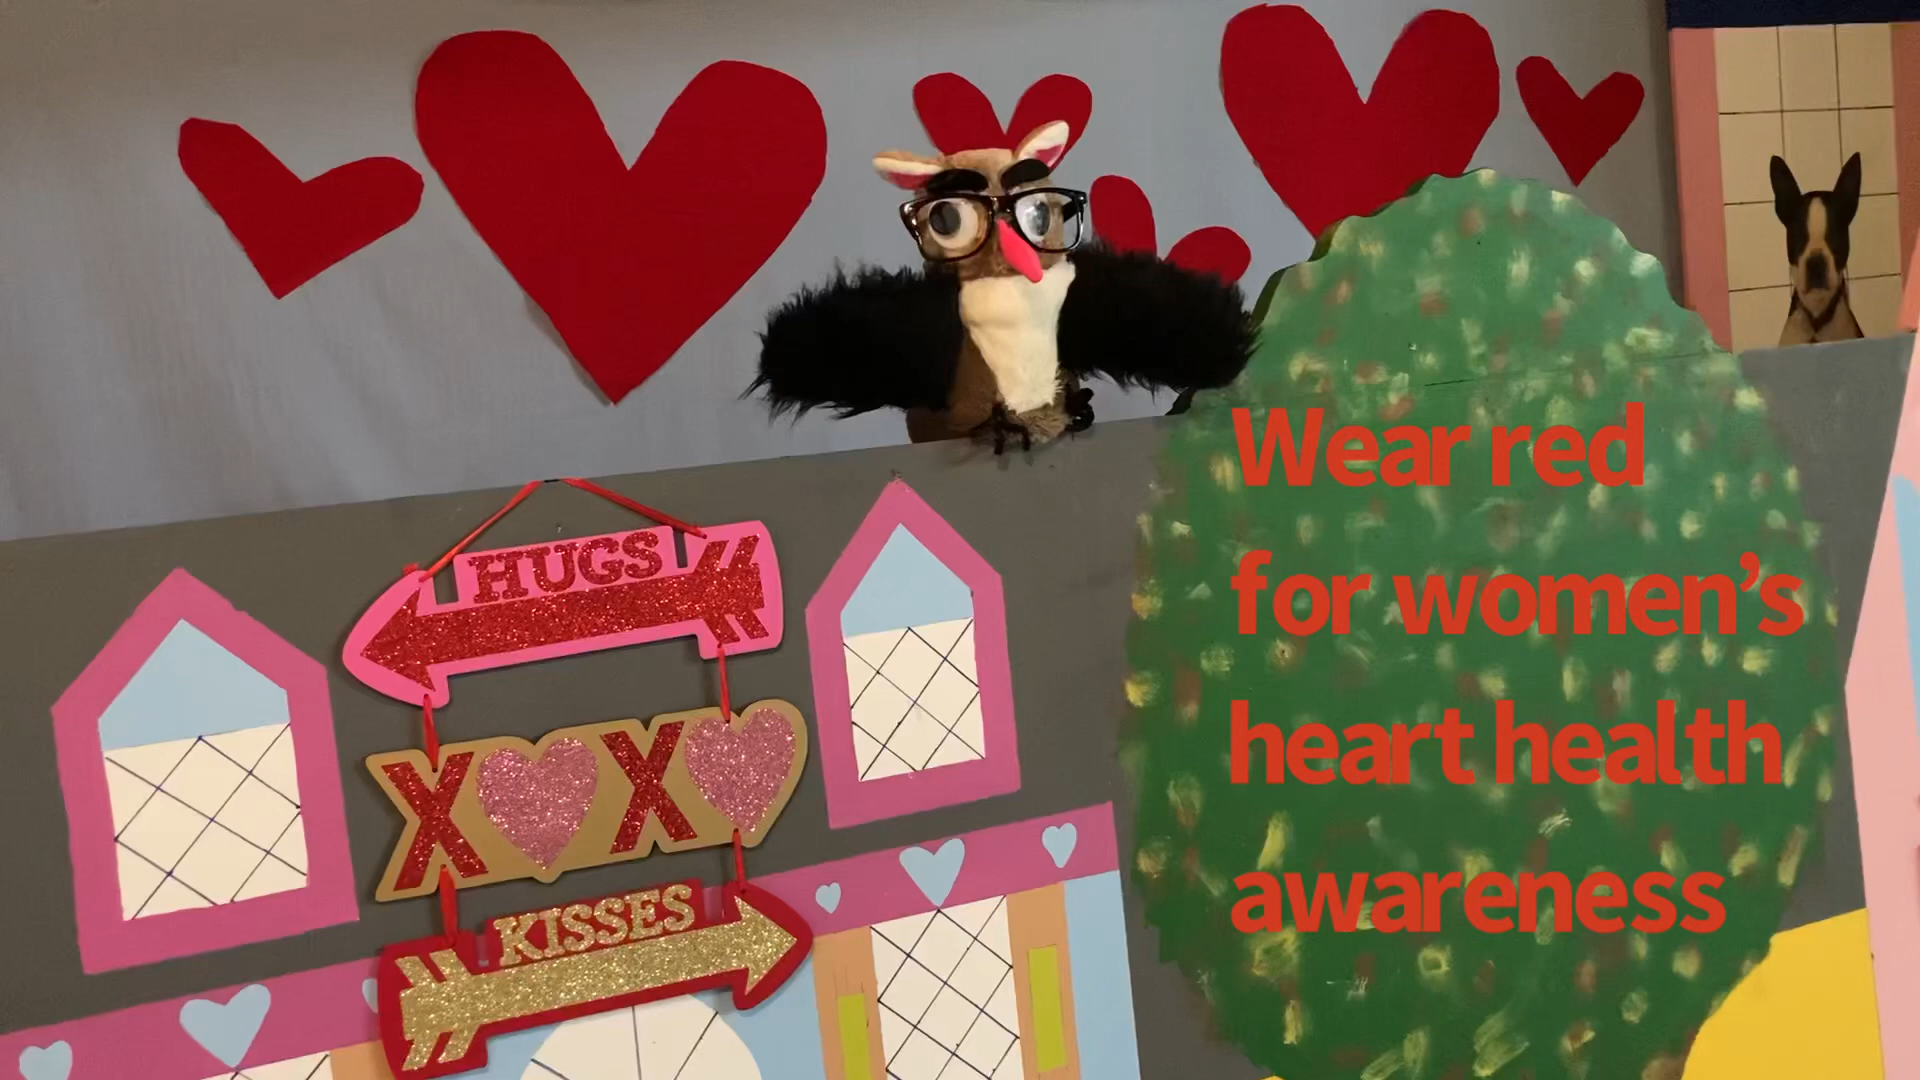 HUGS
XOXO
KISSES
Wear red
for women’s
heart health
awareness